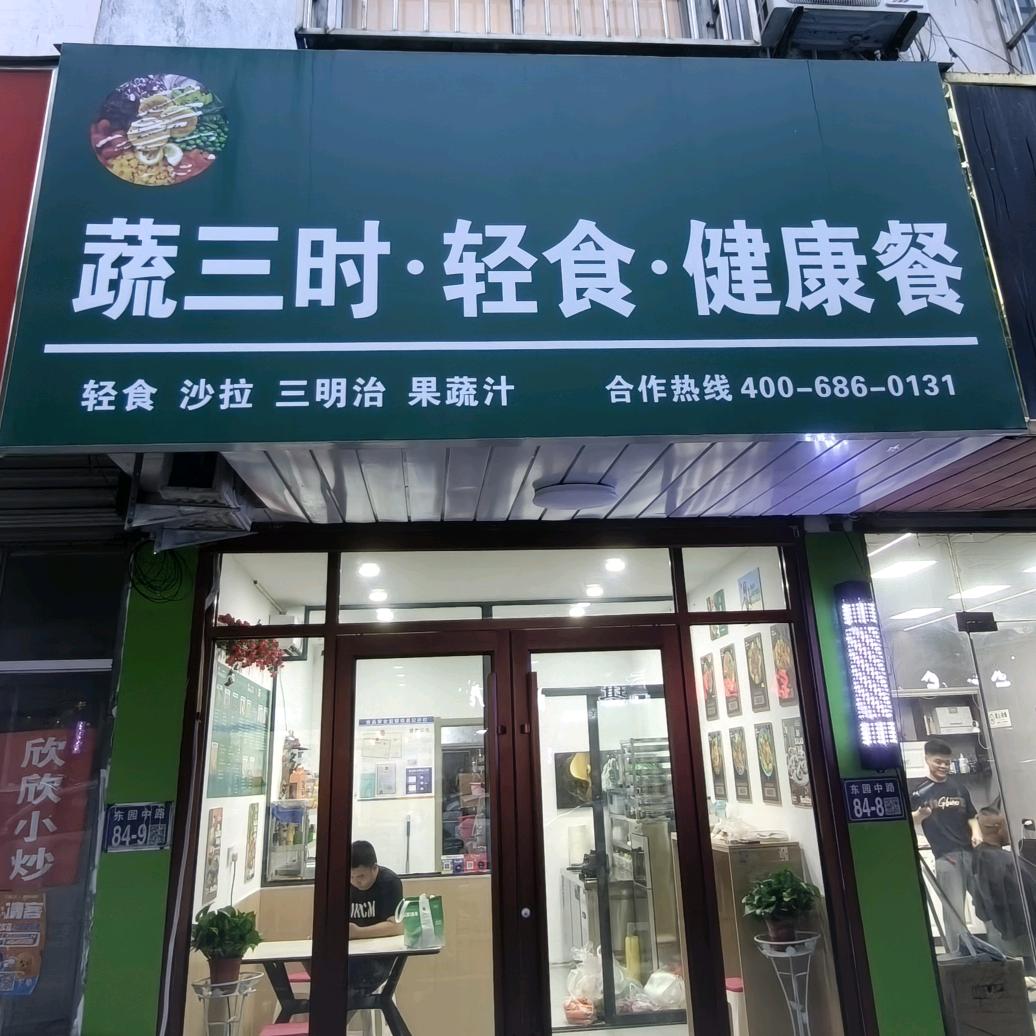 蔬三时·轻食·健康餐
轻食 沙拉 三明治 果蔬汁
合作热线 400-686-0131
欣欣小炒
东园中路
84-9
东园中路
84-8